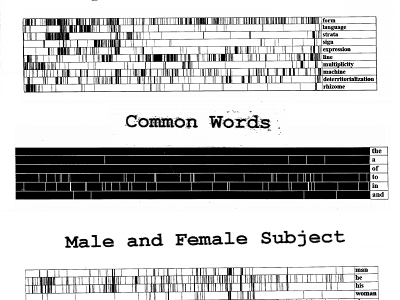 form
language
strata
sign
expression
line
multiplicity
machine
deterritorialization
rhizome
Common Words
the
a
of
to
in
and
Male and Female Subject
man
he
his
woman